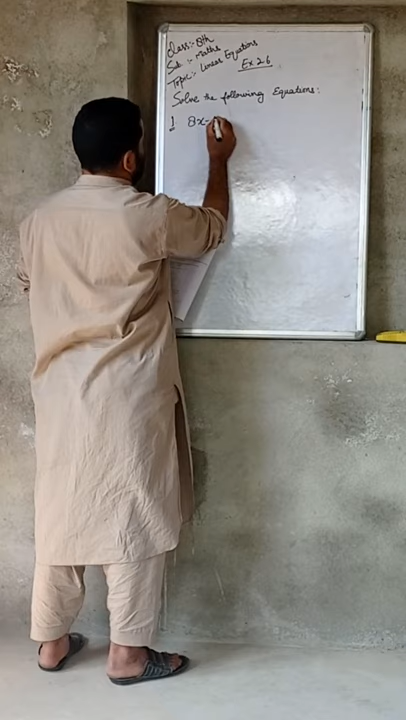 Class:- 8th
Sub:- Maths
Topic:- Linear Equations
Ex 2.6
Solve the following Equations:
1 8x-